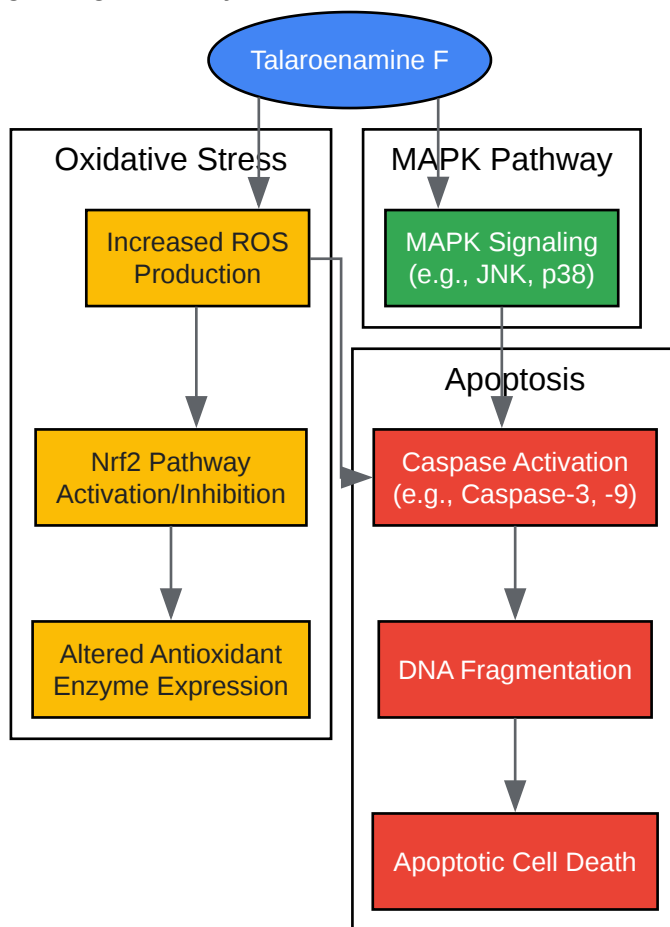 Talaroenamine F
Oxidative Stress
MAPK Pathway
Increased ROS
Production
MAPK Signaling
(e.g., JNK, p38)
Apoptosis
Nrf2 Pathway
Activation/Inhibition
Caspase Activation
(e.g., Caspase-3, -9)
Altered Antioxidant
Enzyme Expression
DNA Fragmentation
Apoptotic Cell Death